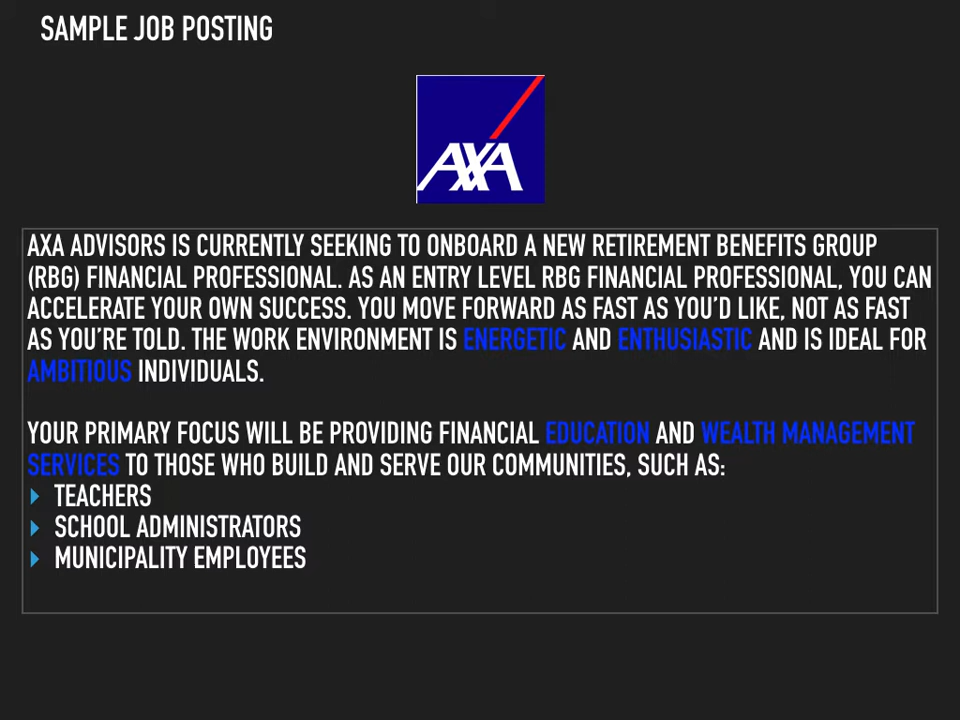 SAMPLE JOB POSTING
AXA
AXA ADVISORS IS CURRENTLY SEEKING TO ONBOARD A NEW RETIREMENT BENEFITS GROUP
(RBG) FINANCIAL PROFESSIONAL. AS AN ENTRY LEVEL RBG FINANCIAL PROFESSIONAL, YOU CAN
ACCELERATE YOUR OWN SUCCESS. YOU MOVE FORWARD AS FAST AS YOU'D LIKE, NOT AS FAST
AS YOU'RE TOLD. THE WORK ENVIRONMENT IS ENERGETIC AND ENTHUSIASTIC AND IS IDEAL FOR
AMBITIOUS INDIVIDUALS.
YOUR PRIMARY FOCUS WILL BE PROVIDING FINANCIAL EDUCATION AND WEALTH MANAGEMENT
SERVICES TO THOSE WHO BUILD AND SERVE OUR COMMUNITIES, SUCH AS:
TEACHERS
SCHOOL ADMINISTRATORS
MUNICIPALITY EMPLOYEES